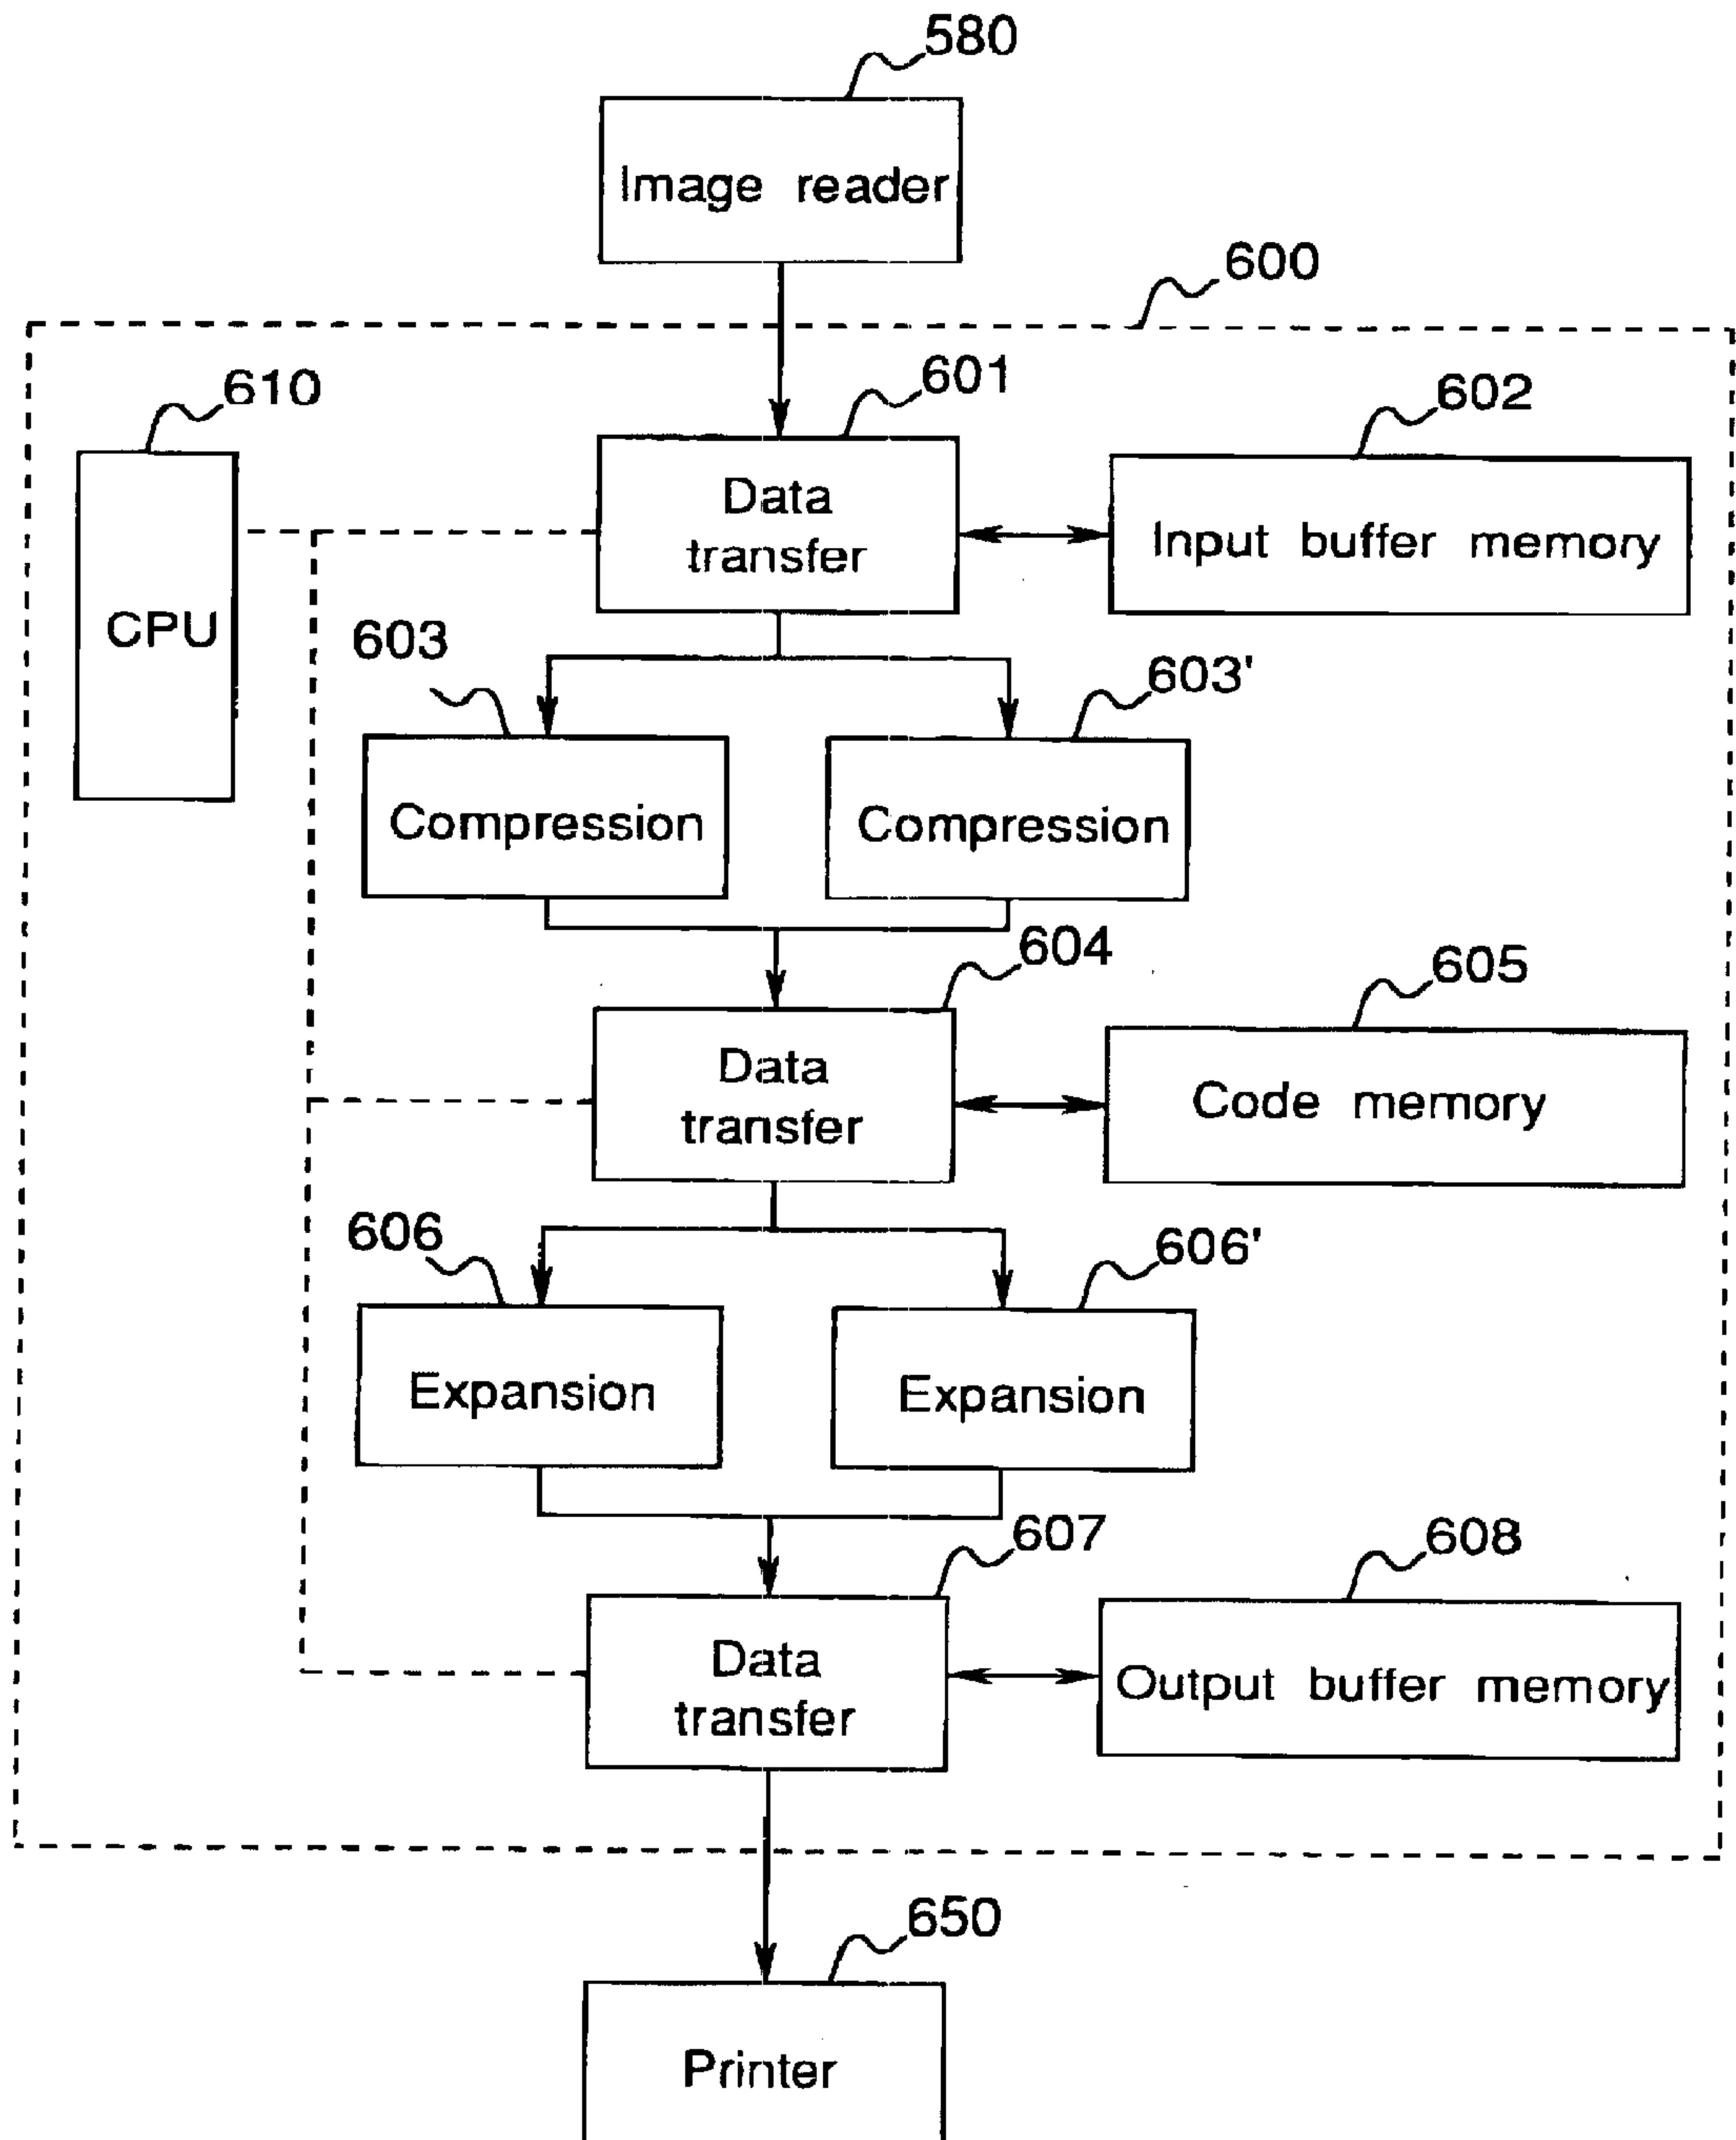 580
Image reader
600
610
601
602
Data
transfer
Input buffer memory
CPU
603
603'
Compression
Compression
604
605
Data
transfer
Code memory
606
606'
Expansion
Expansion
607
608
Data
transfer
Output buffer memory
650
Printer